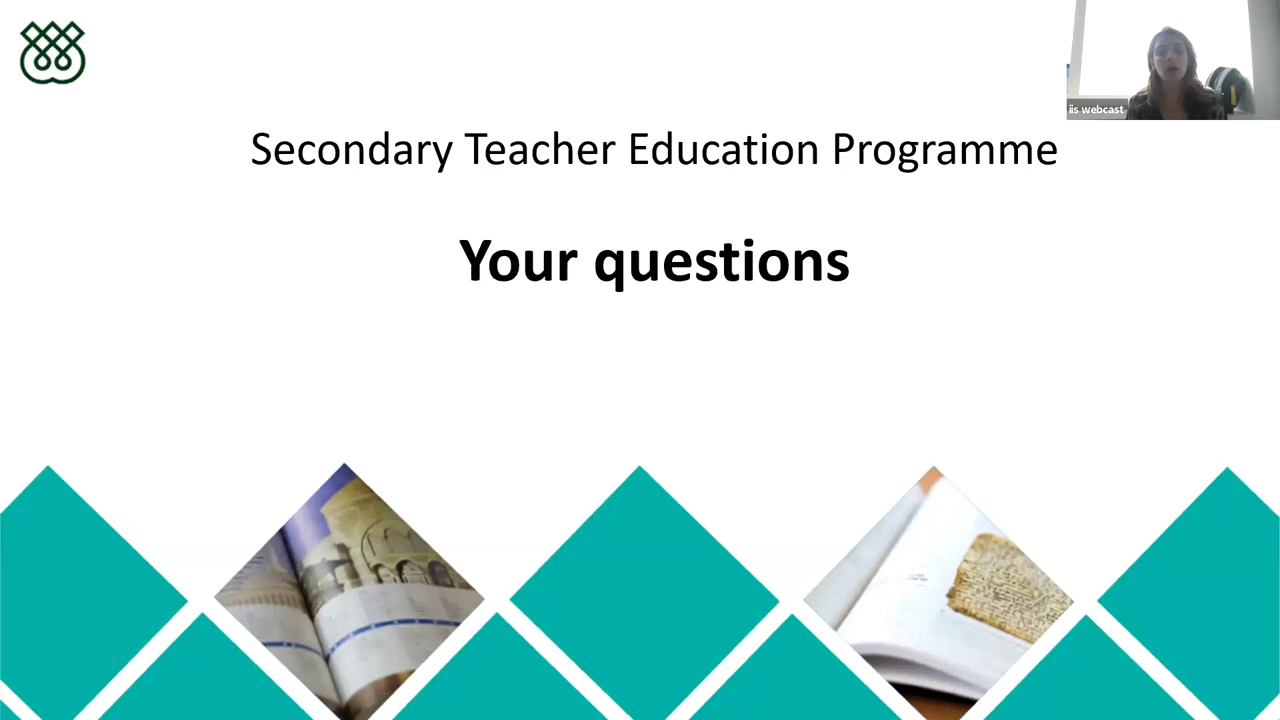 iis webcast
Secondary Teacher Education Programme
Your questions